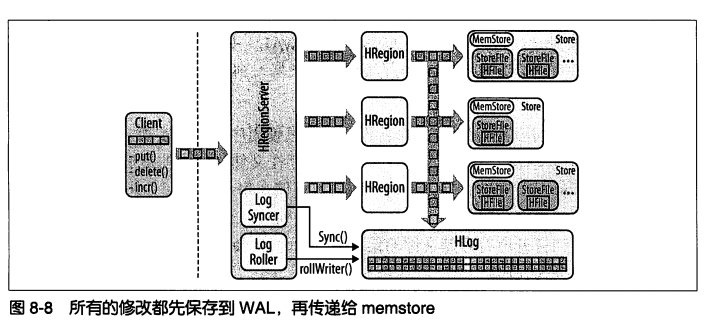 Client
- put()
- delete()
- incr()
HRegionServer
Log
Syncer
Log
Roller
Sync()
rollWriter()
HRegion
HRegion
HRegion
MemStore
Store
StoreFile
HFile
StoreFile
HFile
...
MemStore
Store
StoreFile
HFile
MemStore
Store
StoreFile
HFile
StoreFile
HFile
...
HLog
图 8-8 所有的修改都先保存到 WAL，再传递给 memstore